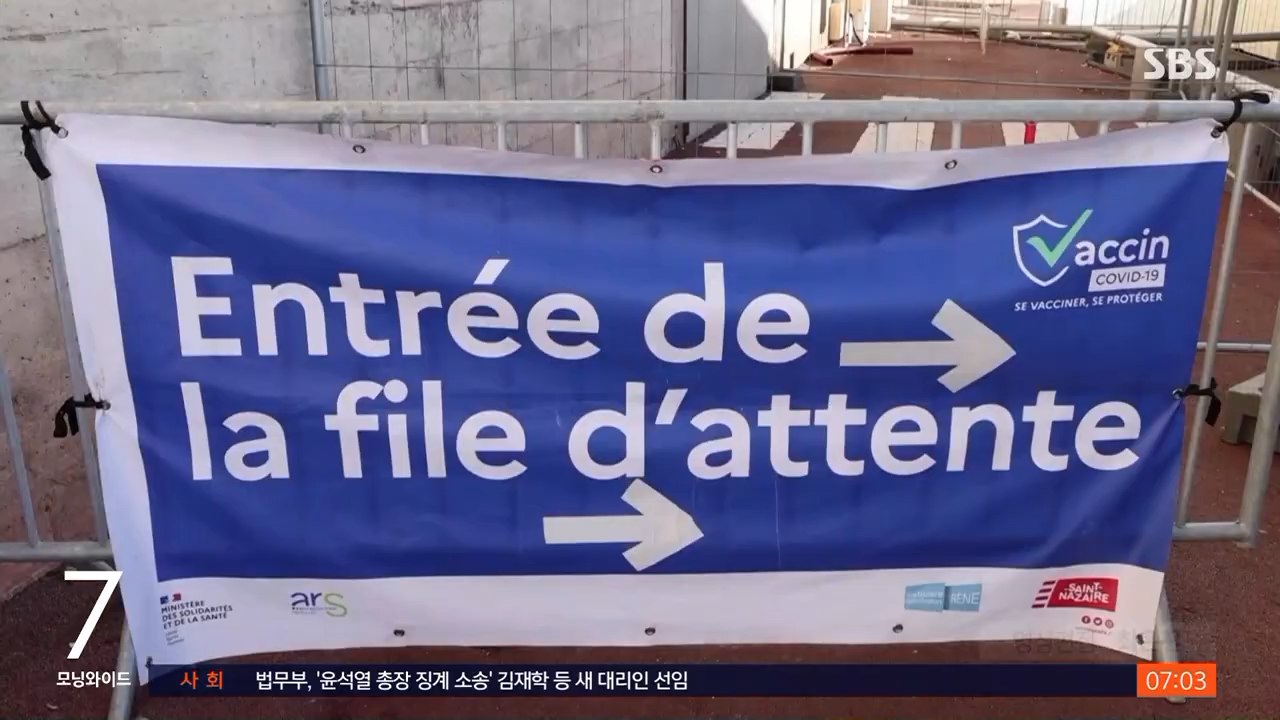 SBS
Vaccin
COVID-19
SE VACCINER, SE PROTÉGER
Entrée de
la file d'attente
MINISTÈRE
DES SOLIDARITÉS
ET DE LA SANTÉ
ars
RENÉ
SAINT-
NAZAIRE
7
모닝와이드
사 회 법무부, '윤석열 총장 징계 소송' 김재학 등 새 대리인 선임
07:03